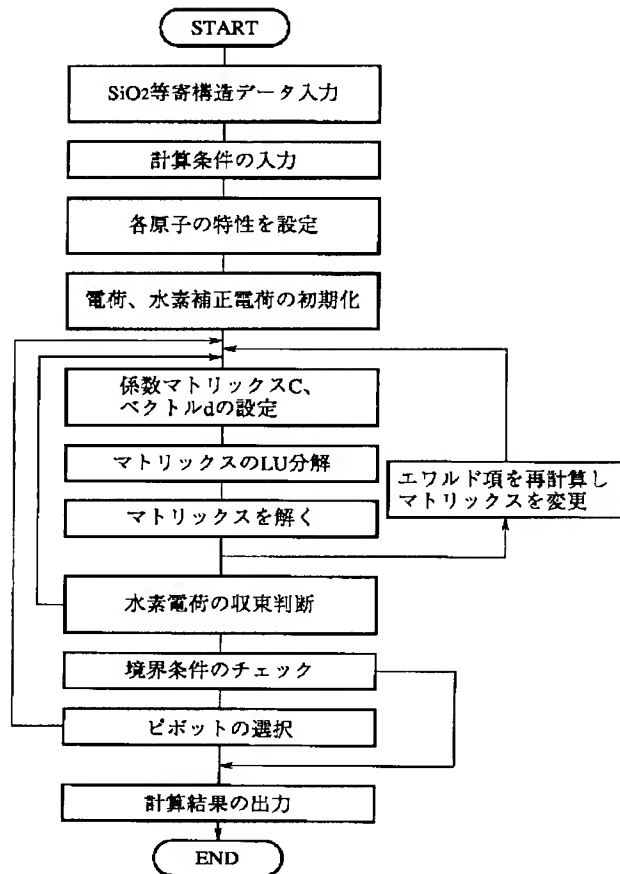 START
SiO2等寄構造データ入力
計算条件の入力
各原子の特性を設定
電荷、水素補正電荷の初期化
係数マトリックスC、
ベクトルdの設定
マトリックスのLU分解
マトリックスを解く
エワルド項を再計算し
マトリックスを変更
水素電荷の収束判断
境界条件のチェック
ピボットの選択
計算結果の出力
END